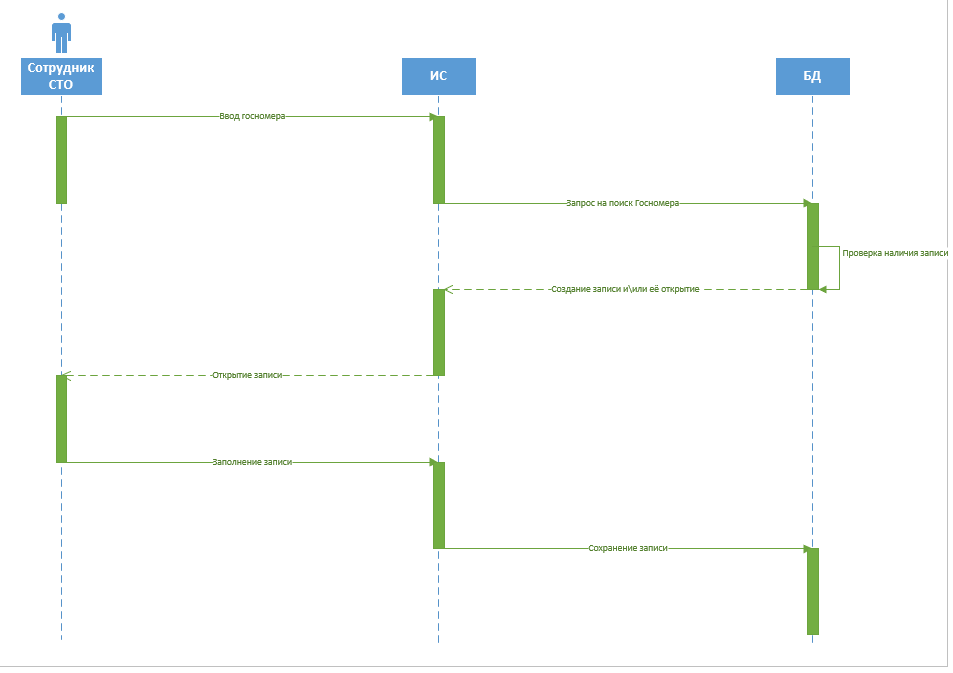 Сотрудник
СТО
ИС
БД
Ввод госномера
Запрос на поиск Госномера
Проверка наличия записи
Создание записи и\или её открытие
Открытие записи
Заполнение записи
Сохранение записи